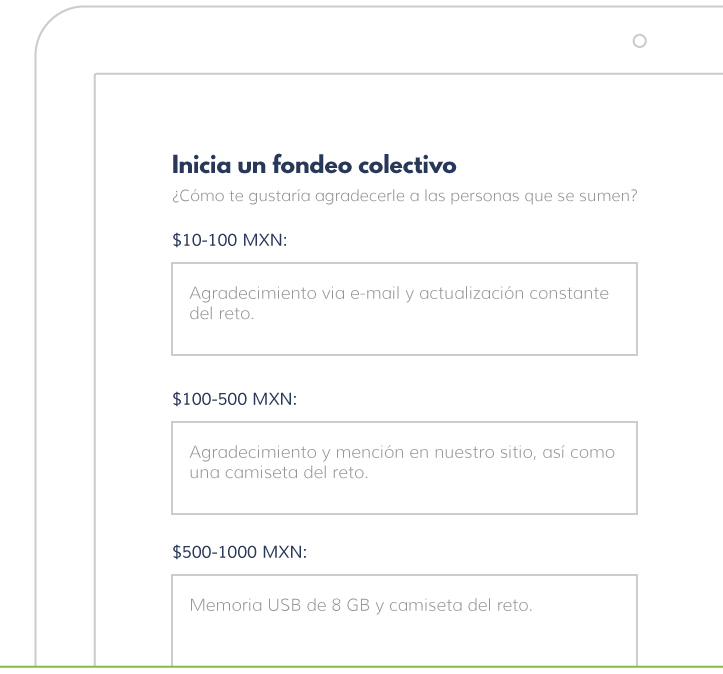 Inicia un fondeo colectivo
¿Cómo te gustaría agradecerle a las personas que se sumen?
$10-100 MXN:
Agradecimiento via e-mail y actualización constante
del reto.
$100-500 MXN:
Agradecimiento y mención en nuestro sitio, así como
una camiseta del reto.
$500-1000 MXN:
Memoria USB de 8 GB y camiseta del reto.